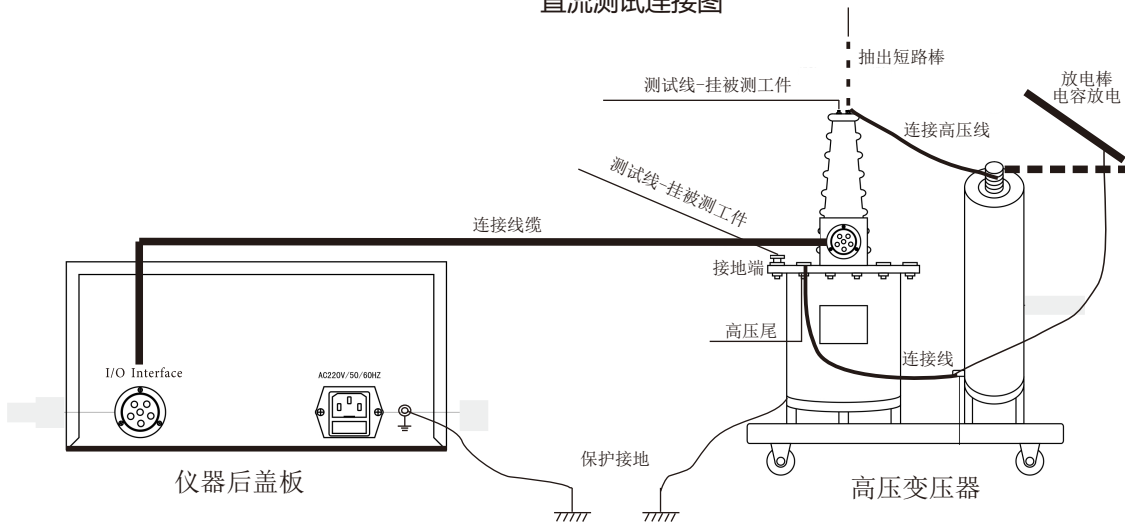 直流测试连接图
抽出短路棒
测试线-挂被测工件
放电棒
电容放电
连接高压线
测试线-挂被测工件
连接线缆
接地端
高压尾
连接线
I/O Interface
AC220V/50/60HZ
保护接地
仪器后盖板
高压变压器